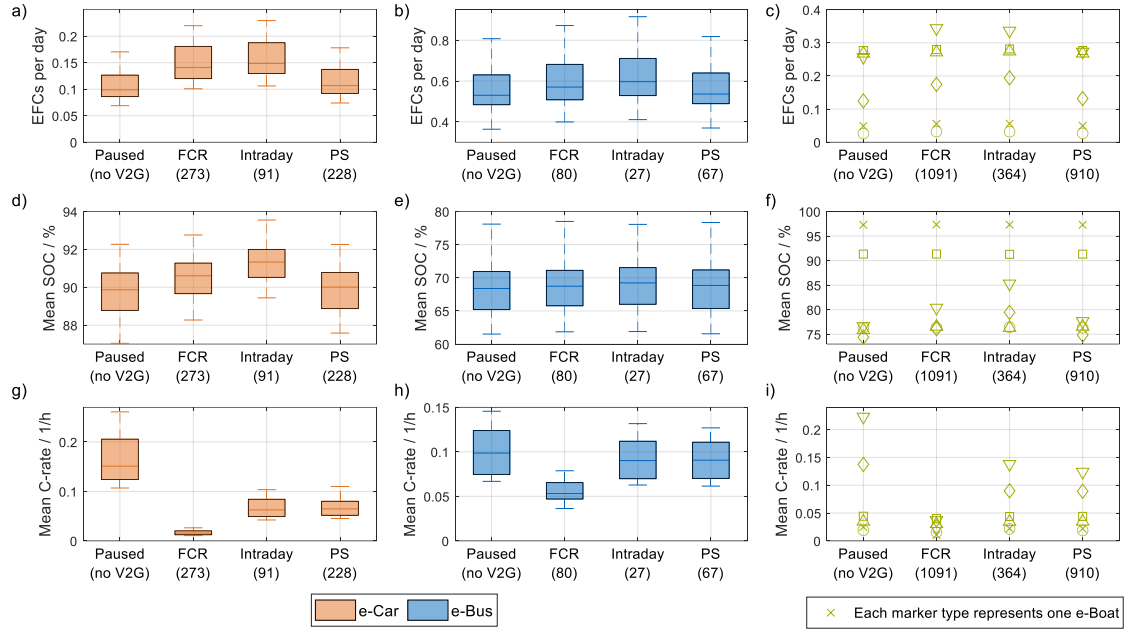 a)
EFCs per day
0.2
0.15
0.1
0.05
0
Paused FCR Intraday PS
(no V2G) (273) (91) (228)
b)
EFCs per day
0.8
0.6
0.4
Paused FCR Intraday PS
(no V2G) (80) (27) (67)
c)
EFCs per day
0.4
0.3
0.2
0.1
0
Paused FCR Intraday PS
(no V2G) (1091) (364) (910)
d)
Mean SOC / %
94
92
90
88
Paused FCR Intraday PS
(no V2G) (273) (91) (228)
e)
Mean SOC / %
80
75
70
65
60
Paused FCR Intraday PS
(no V2G) (80) (27) (67)
f)
Mean SOC / %
100
95
90
85
80
75
Paused FCR Intraday PS
(no V2G) (1091) (364) (910)
g)
Mean C-rate / 1/h
0.2
0.1
0
Paused FCR Intraday PS
(no V2G) (273) (91) (228)
h)
Mean C-rate / 1/h
0.15
0.1
0.05
0
Paused FCR Intraday PS
(no V2G) (80) (27) (67)
i)
Mean C-rate / 1/h
0.2
0.15
0.1
0.05
0
Paused FCR Intraday PS
(no V2G) (1091) (364) (910)
e-Car e-Bus
Each marker type represents one e-Boat